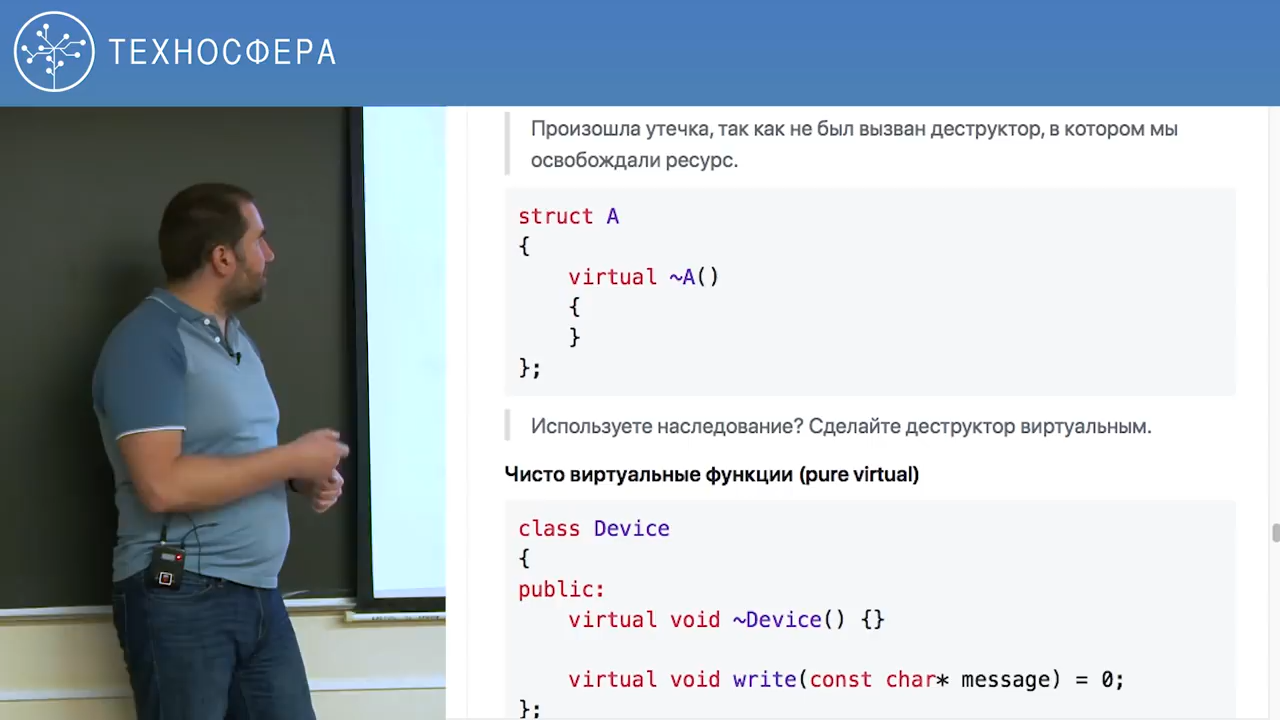 ТЕХНОСФЕРА
Произошла утечка, так как не был вызван деструктор, в котором мы
освобождали ресурс.
struct A
{
    virtual ~A()
    {
    }
};
Используете наследование? Сделайте деструктор виртуальным.
Чисто виртуальные функции (pure virtual)
class Device
{
public:
    virtual void ~Device() {}
    virtual void write(const char* message) = 0;
};